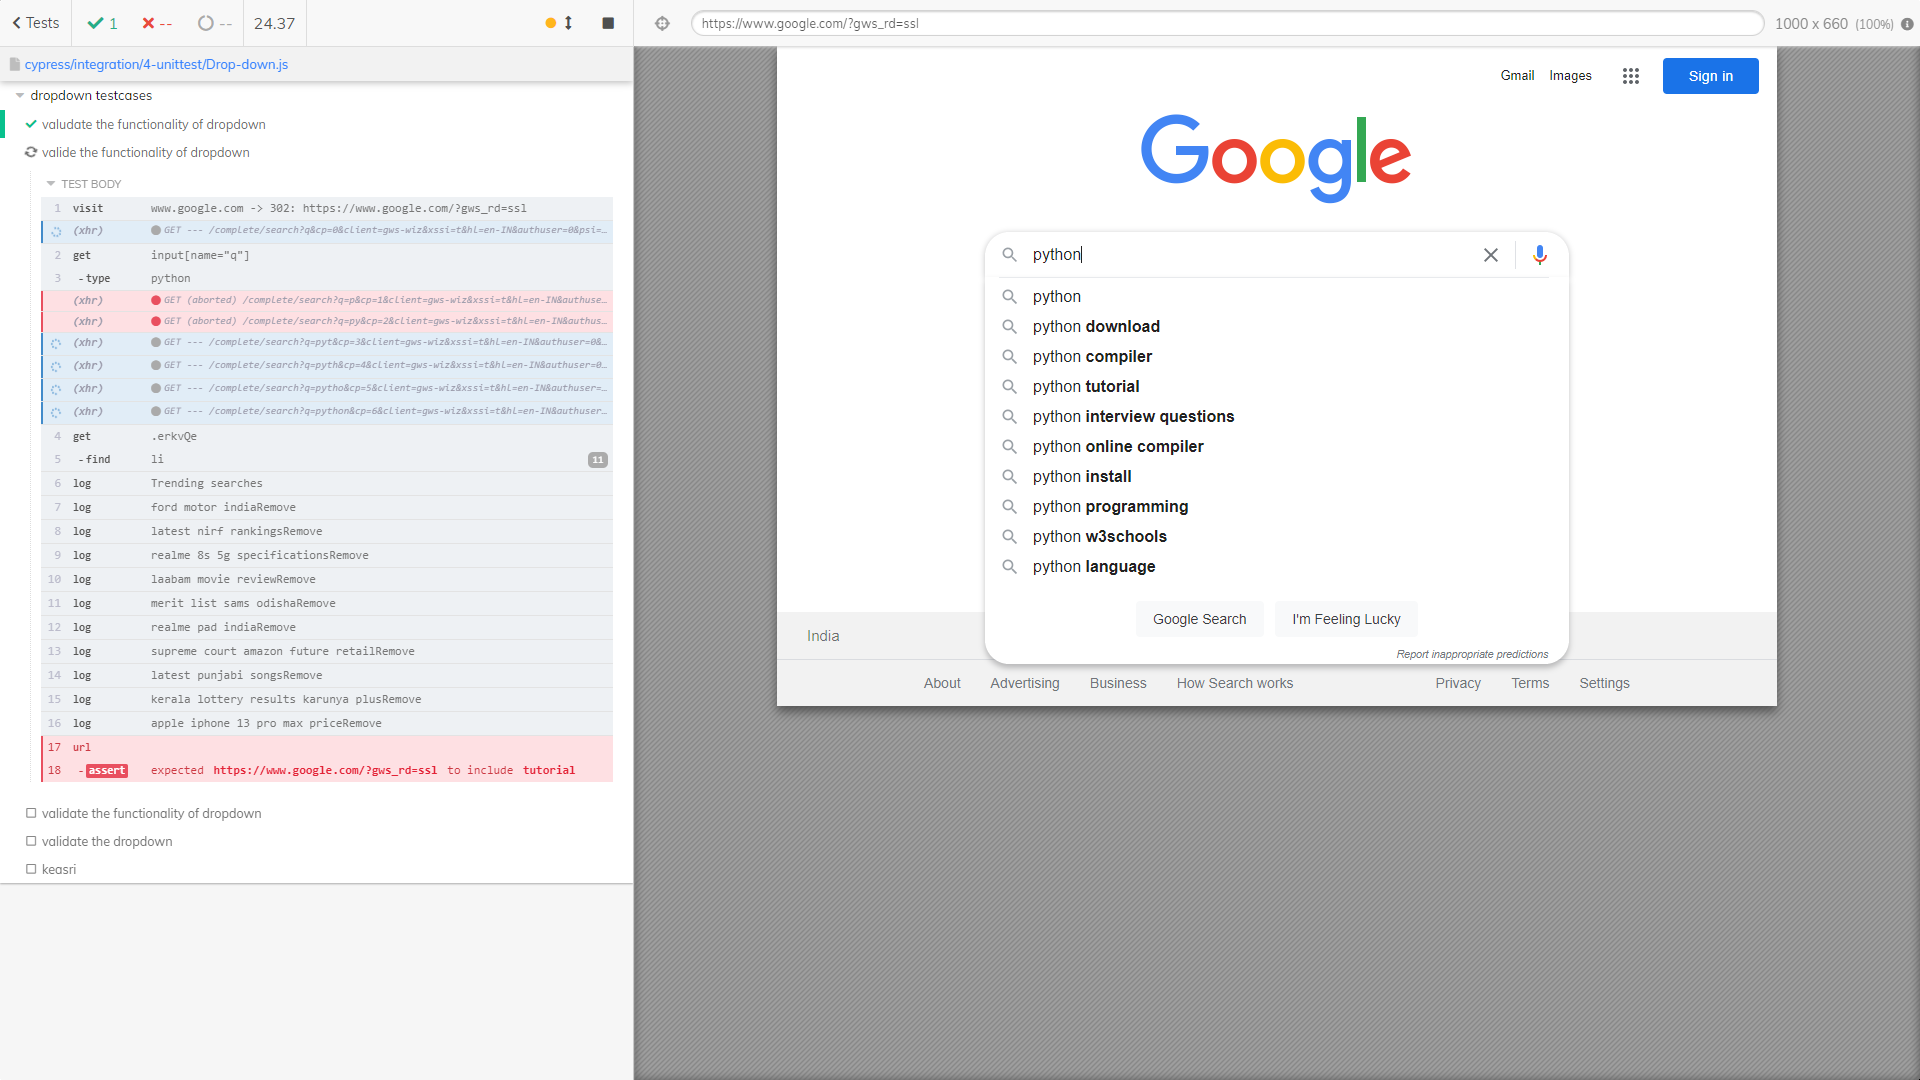 Tests
1
--
--
24.37
cypress/integration/4-unittest/Drop-down.js
dropdown testcases
valudate the functionality of dropdown
valide the functionality of dropdown
TEST BODY
1 visit www.google.com -> 302: https://www.google.com/?gws_rd=ssl
(xhr) GET --- /complete/search?q&cp=0&client=gws-wiz&xssi=t&hl=en-IN&authuser=0&psi=…
2 get input[name="q"]
3 -type python
(xhr) GET (aborted) /complete/search?q=p&cp=1&client=gws-wiz&xssi=t&hl=en-IN&authuse…
(xhr) GET (aborted) /complete/search?q=py&cp=2&client=gws-wiz&xssi=t&hl=en-IN&authus…
(xhr) GET --- /complete/search?q=pyt&cp=3&client=gws-wiz&xssi=t&hl=en-IN&authuser=0&…
(xhr) GET --- /complete/search?q=pyth&cp=4&client=gws-wiz&xssi=t&hl=en-IN&authuser=0…
(xhr) GET --- /complete/search?q=pytho&cp=5&client=gws-wiz&xssi=t&hl=en-IN&authuser=…
(xhr) GET --- /complete/search?q=python&cp=6&client=gws-wiz&xssi=t&hl=en-IN&authuser…
4 get .erkvQe
5 -find li 11
6 log Trending searches
7 log ford motor indiaRemove
8 log latest nirf rankingsRemove
9 log realme 8s 5g specificationsRemove
10 log laabam movie reviewRemove
11 log merit list sams odishaRemove
12 log realme pad indiaRemove
13 log supreme court amazon future retailRemove
14 log latest punjabi songsRemove
15 log kerala lottery results karunya plusRemove
16 log apple iphone 13 pro max priceRemove
17 url
18 -assert expected https://www.google.com/?gws_rd=ssl to include tutorial
validate the functionality of dropdown
validate the dropdown
keasri
https://www.google.com/?gws_rd=ssl
1000 x 660 (100%)
Gmail Images Sign in
Google
python
python
python download
python compiler
python tutorial
python interview questions
python online compiler
python install
python programming
python w3schools
python language
Google Search I'm Feeling Lucky
Report inappropriate predictions
India
About Advertising Business How Search works Privacy Terms Settings